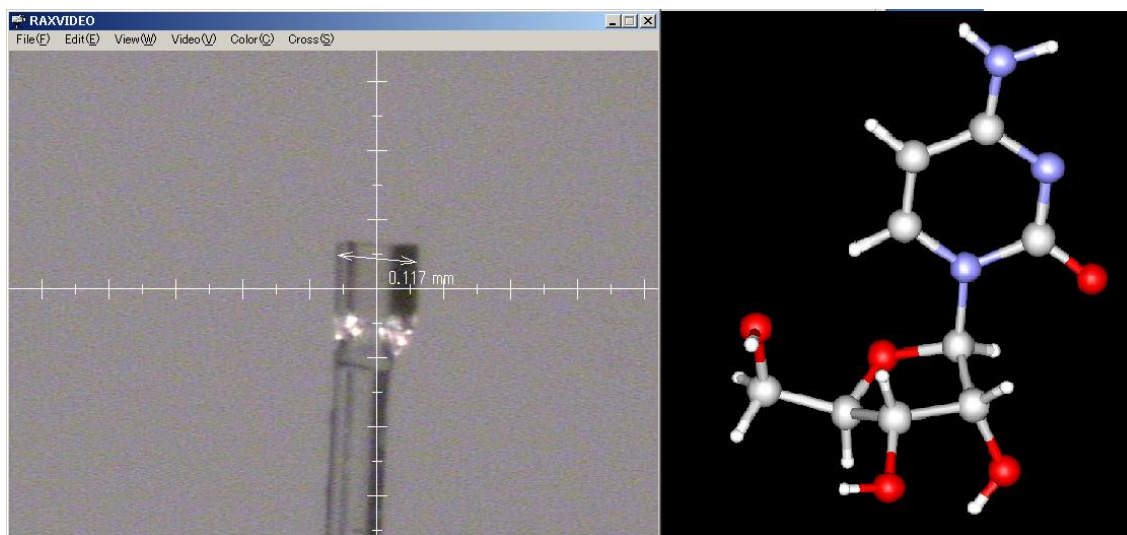 RAXVIDEO
File(F) Edit(E) View(W) Video(V) Color(C) Cross(S)
0.117 mm